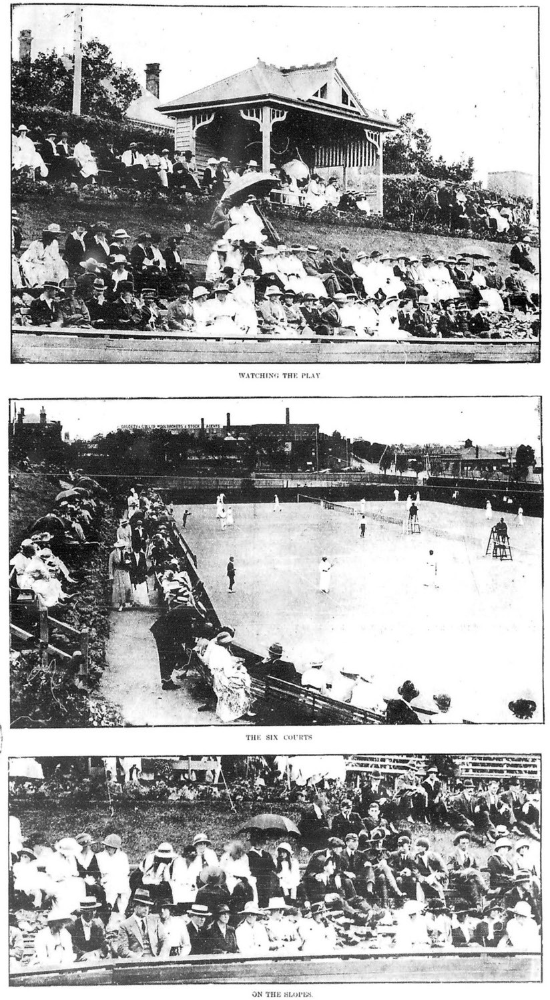 WATCHING THE PLAY
DALGETY & CO LTD WOOLBROKERS & STOCK AGENTS
THE SIX COURTS
ON THE SLOPES.